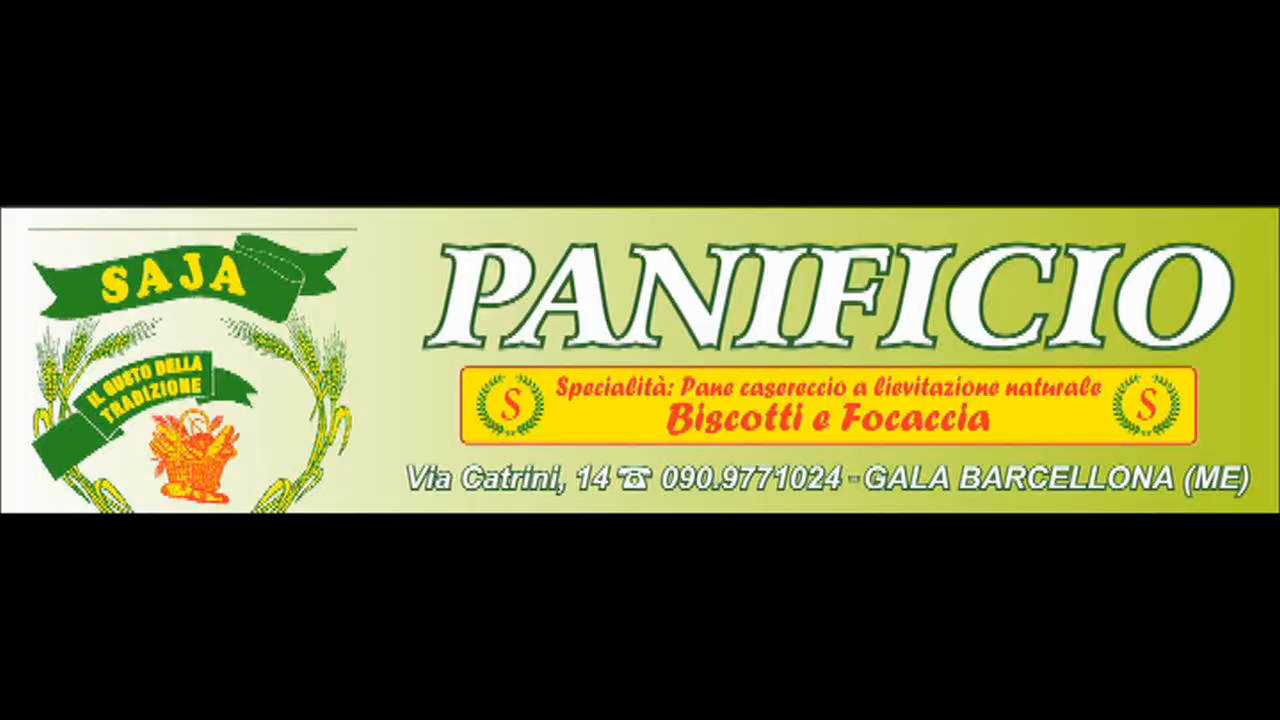 SAJA
IL GUSTO DELLA
TRADIZIONE
PANIFICIO
S
Specialità: Pane casereccio a lievitazione naturale
Biscotti e Focaccia
S
Via Catrini, 14 ☎ 090.9771024 - GALA BARCELLONA (ME)